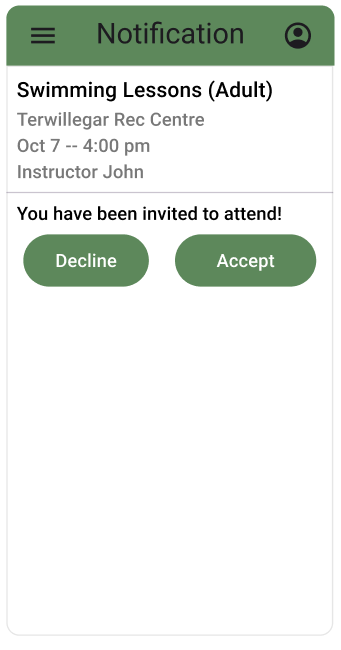 Notification
Swimming Lessons (Adult)
Terwillegar Rec Centre
Oct 7 -- 4:00 pm
Instructor John
You have been invited to attend!
Decline
Accept